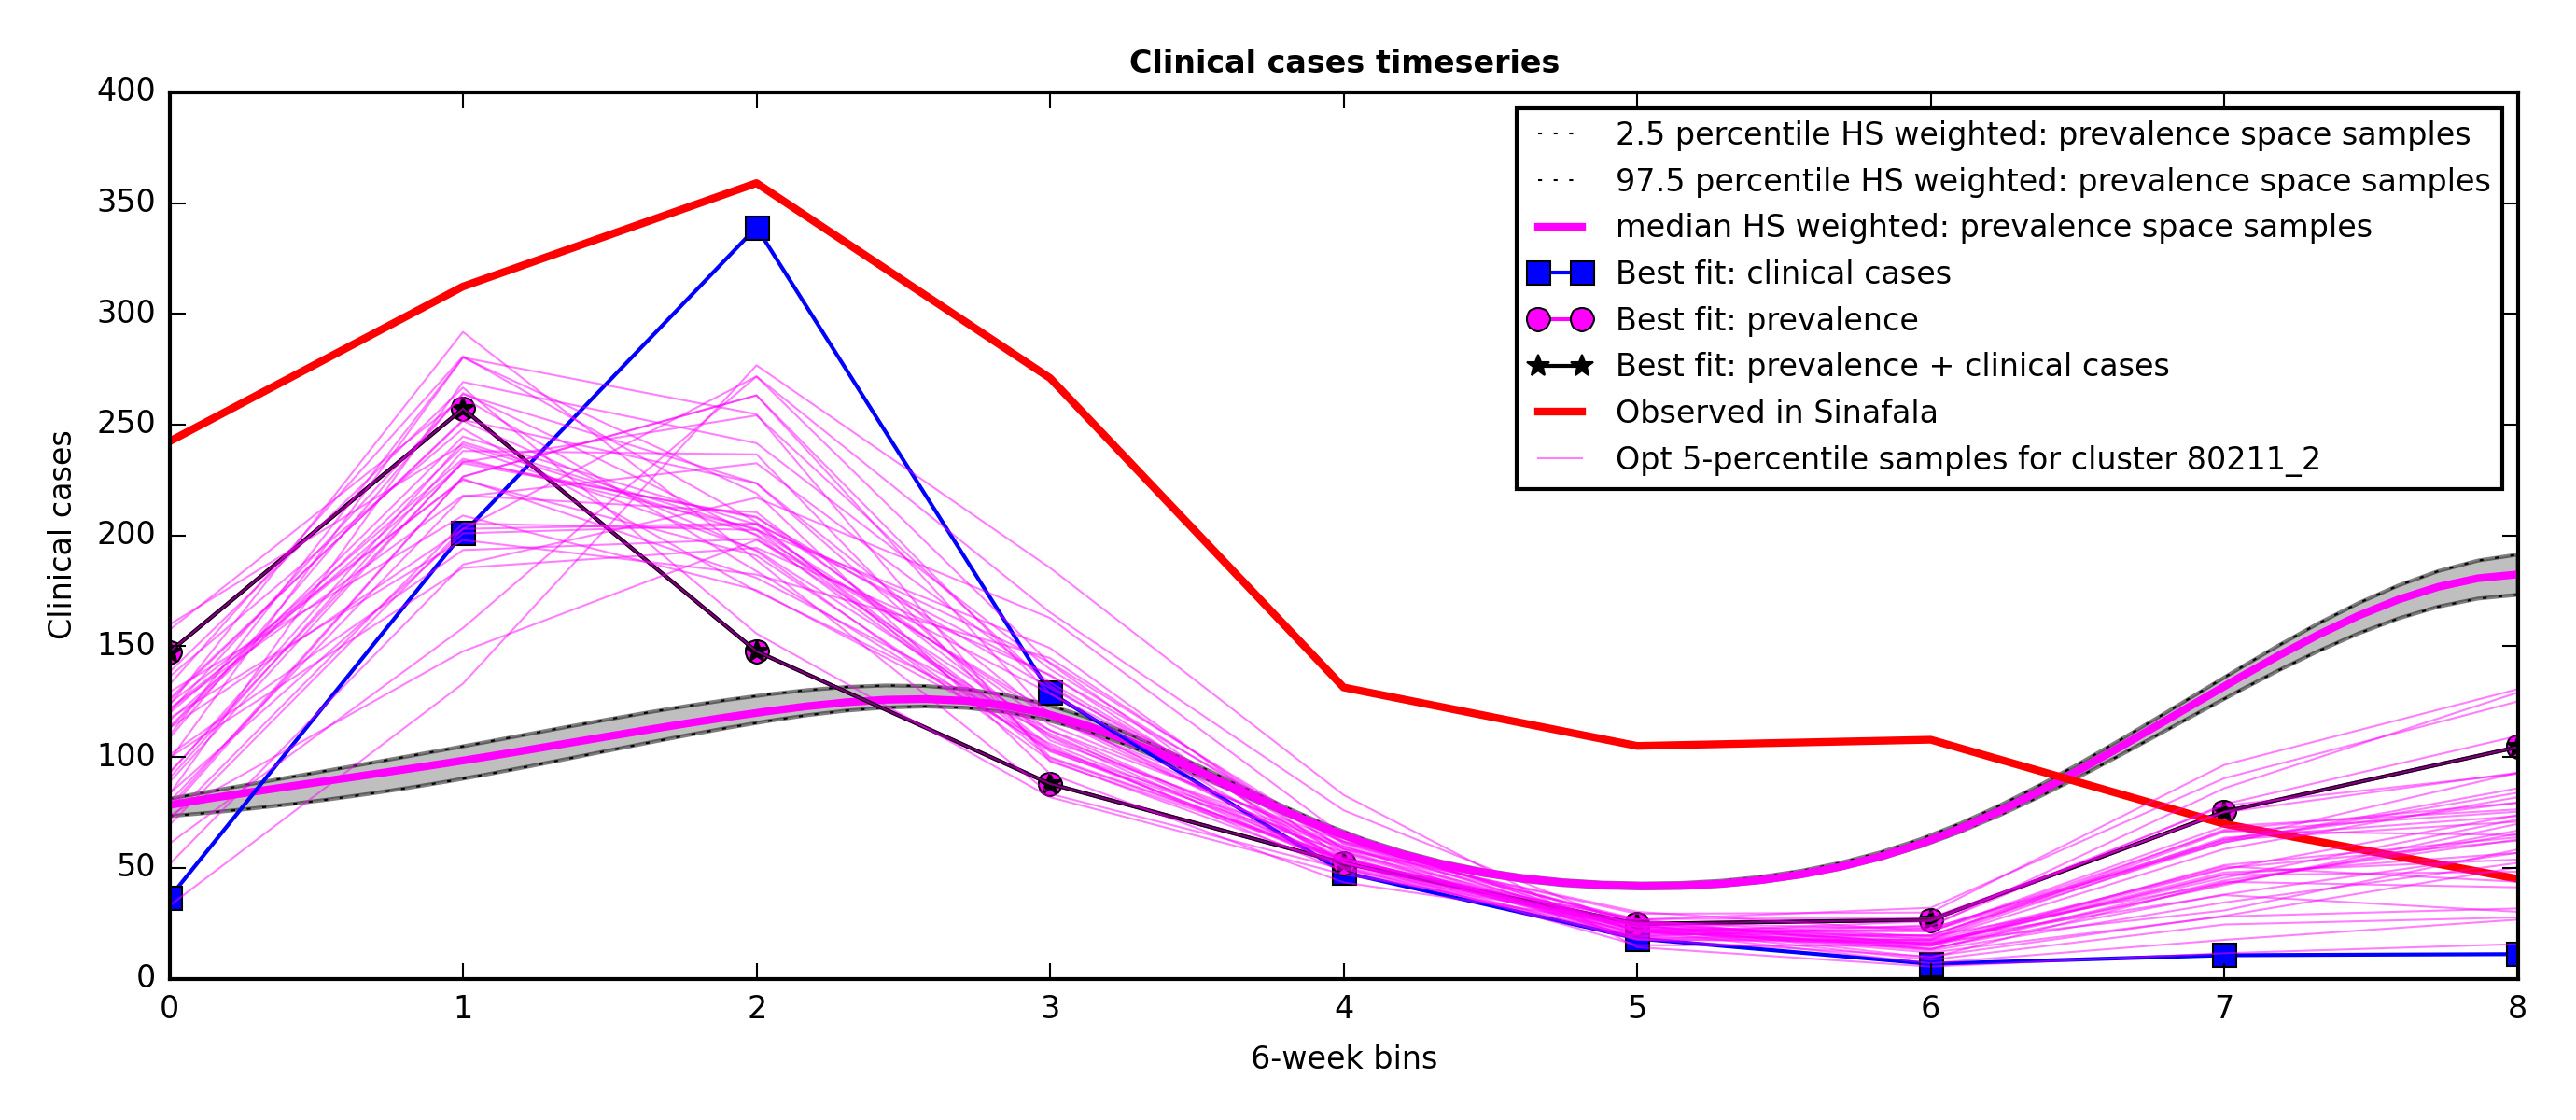 Clinical cases timeseries
400
350
300
250
200
150
100
50
0
Clinical cases
2.5 percentile HS weighted: prevalence space samples
97.5 percentile HS weighted: prevalence space samples
median HS weighted: prevalence space samples
Best fit: clinical cases
Best fit: prevalence
Best fit: prevalence + clinical cases
Observed in Sinafala
Opt 5-percentile samples for cluster 80211_2
0 1 2 3 4 5 6 7 8
6-week bins